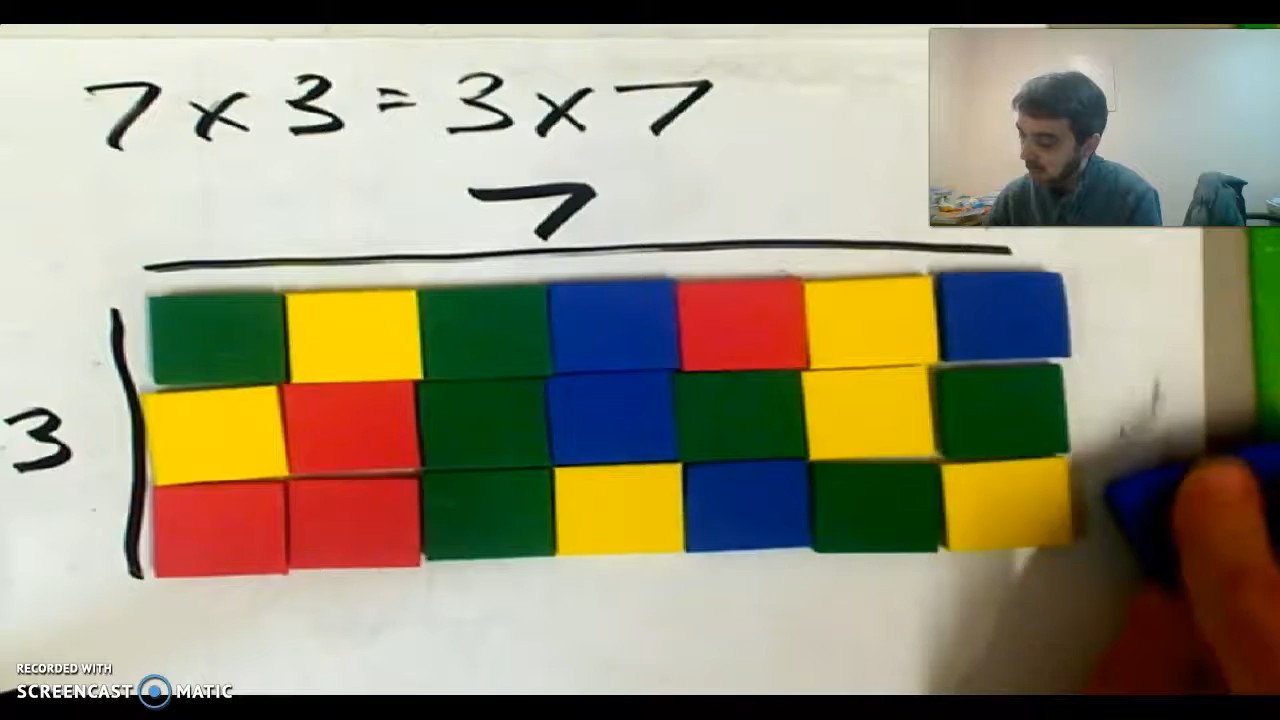 7 x 3 = 3 x 7
7
3
RECORDED WITH
SCREENCAST MATIC